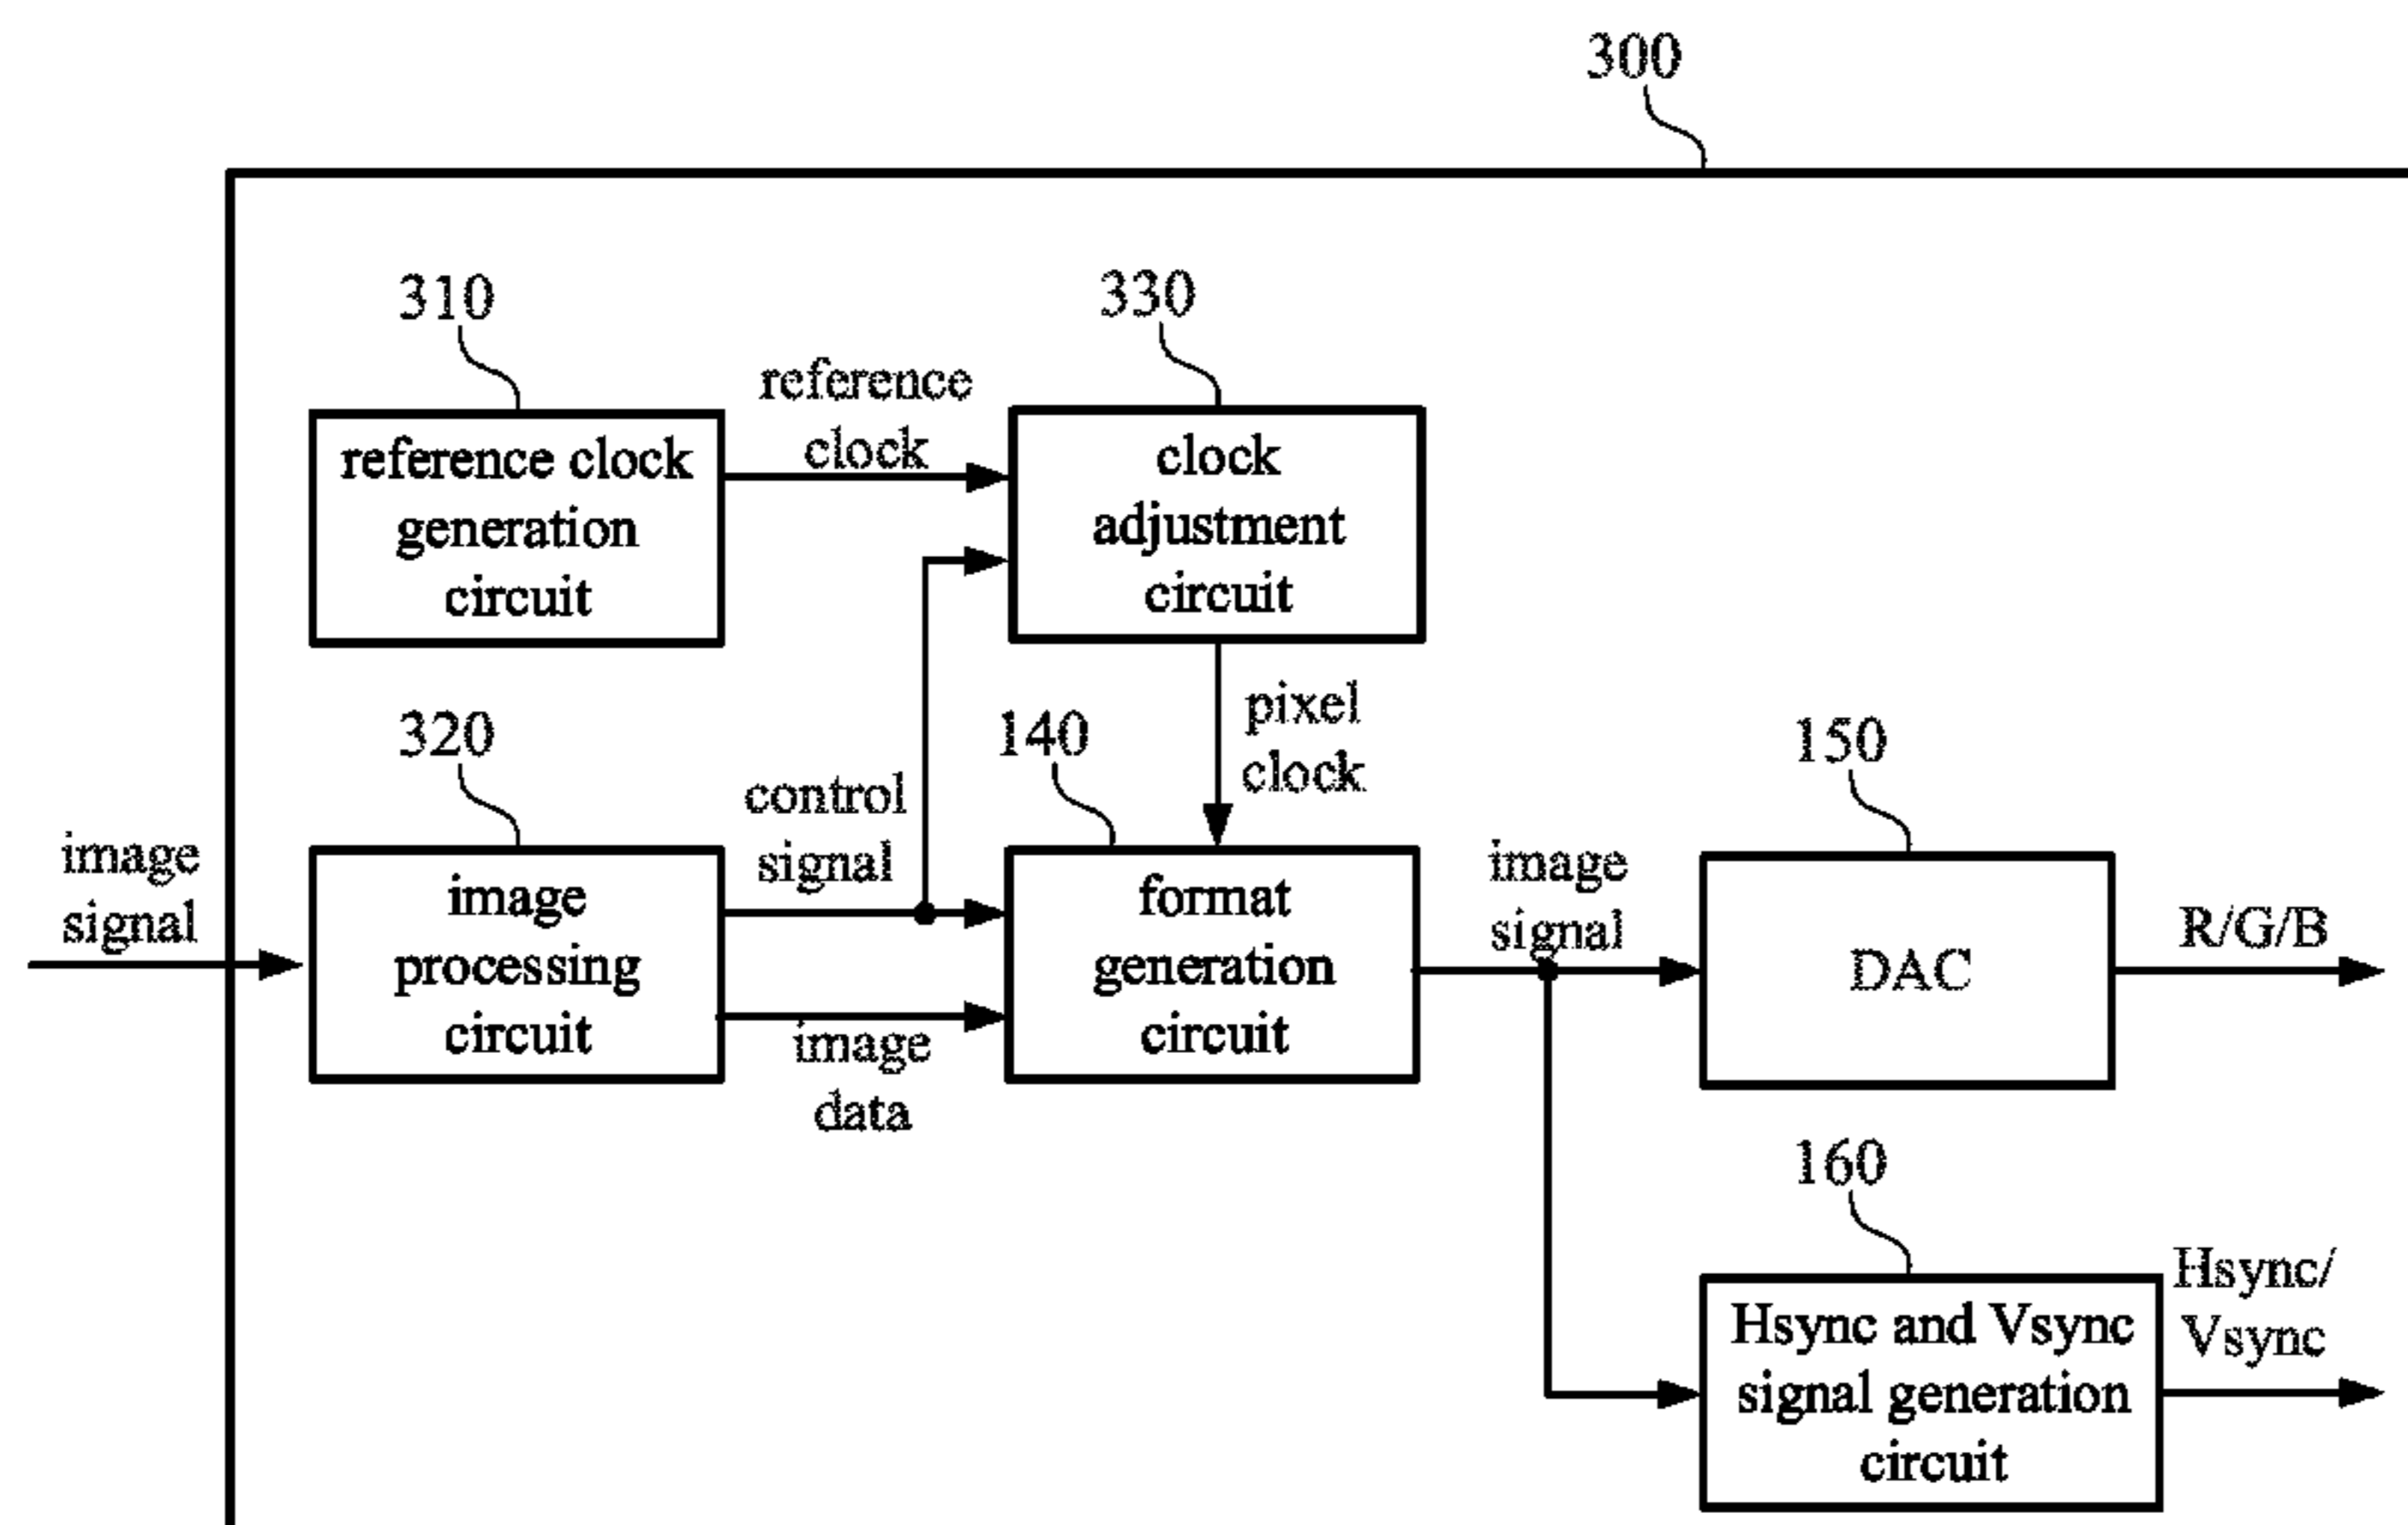 300
310
330
reference
clock
reference clock
generation
circuit
clock
adjustment
circuit
320
140
pixel
clock
150
control
signal
image
signal
image
processing
circuit
format
generation
circuit
image
signal
DAC
R/G/B
image
data
160
Hsync and Vsync
signal generation
circuit
Hsync/
Vsync